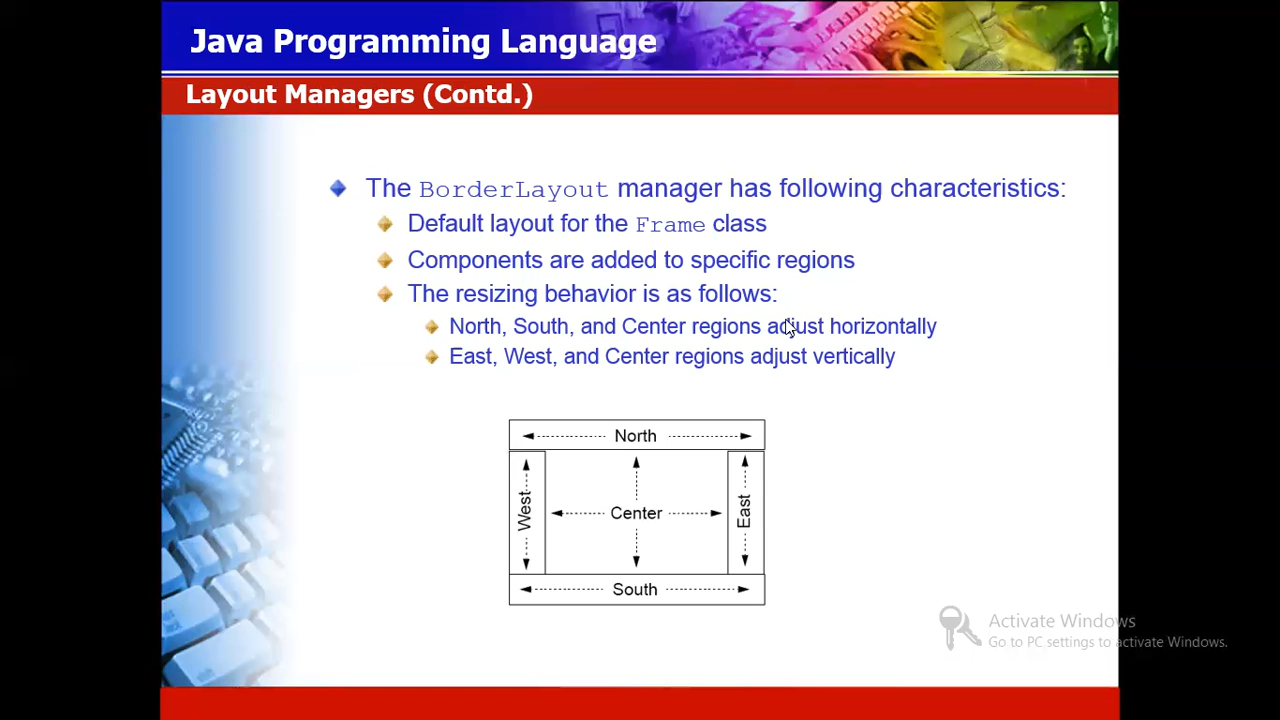 Java Programming Language
Layout Managers (Contd.)
The BorderLayout manager has following characteristics:
Default layout for the Frame class
Components are added to specific regions
The resizing behavior is as follows:
North, South, and Center regions adjust horizontally
East, West, and Center regions adjust vertically
North
West
Center
East
South
Activate Windows
Go to PC settings to activate Windows.